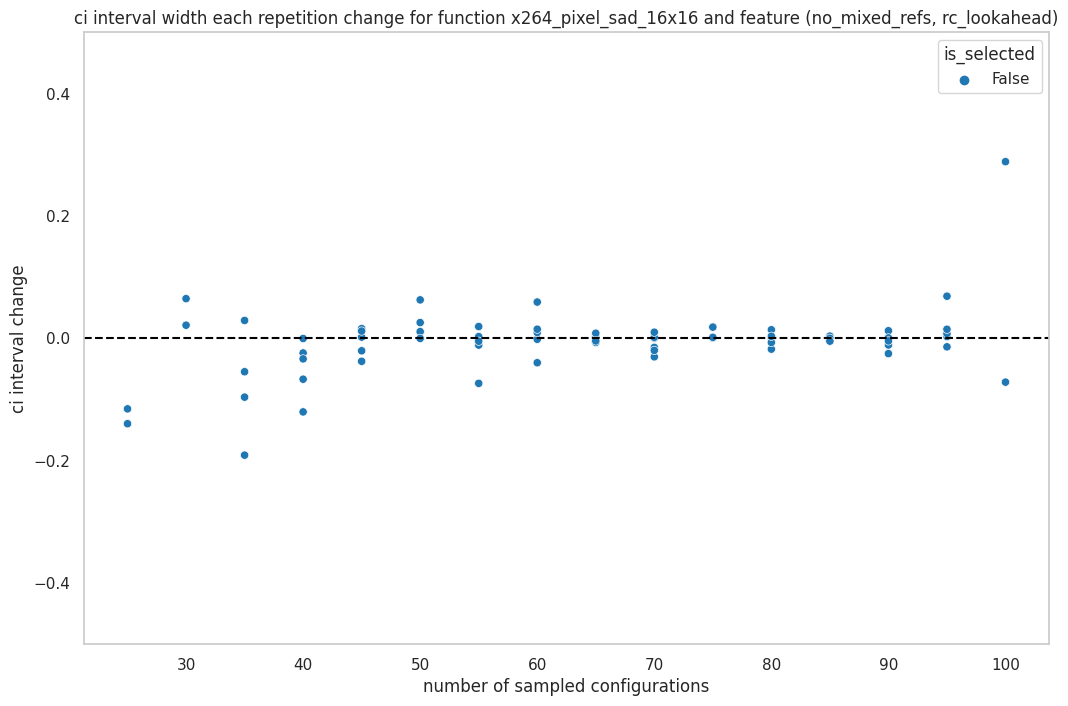 ci interval width each repetition change for function x264_pixel_sad_16x16 and feature (no_mixed_refs, rc_lookahead)
is_selected
False
ci interval change
0.4
0.2
0.0
−0.2
−0.4
30 40 50 60 70 80 90 100
number of sampled configurations